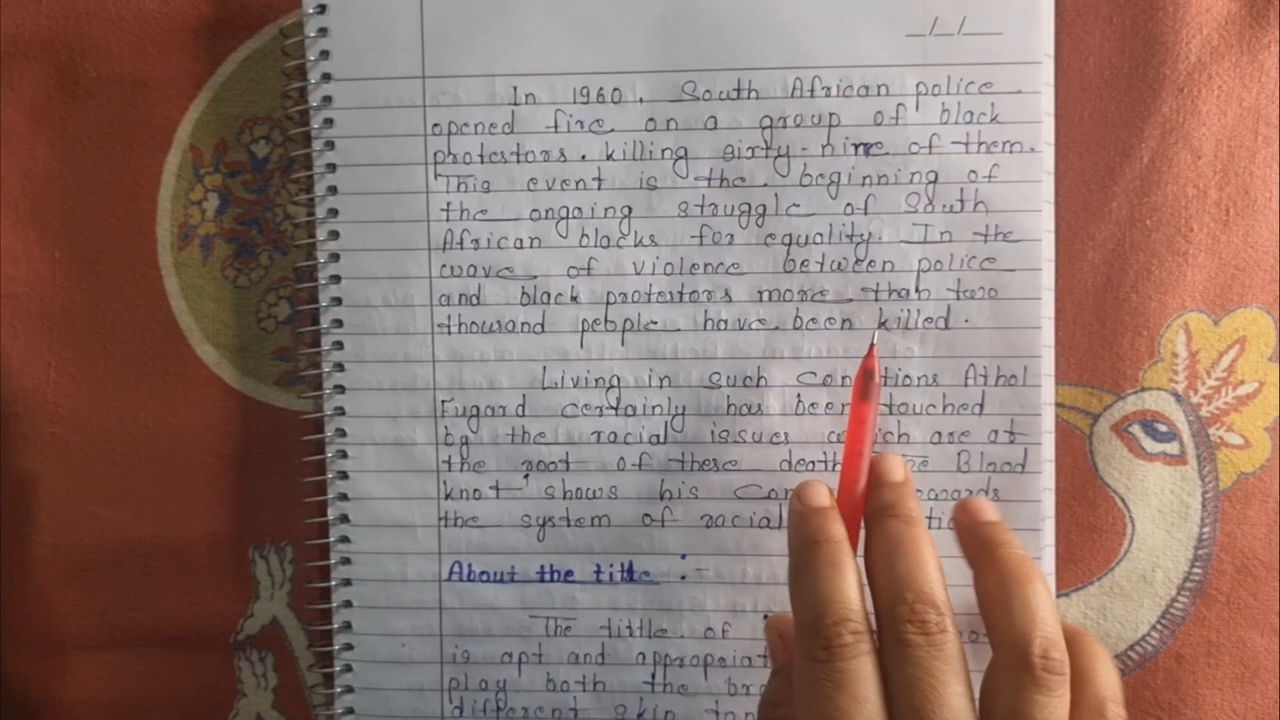 In 1960, South African police
opened fire on a group of black
protestors. killing sixty-nine of them.
This event is the beginning of
the ongoing struggle of South
African blacks for equality. In the
wave of violence between police
and black protestors more than two
thousand people have been killed.
Living in such conditions Athol
Fugard certainly has been touched
by the racial issues which are at
the root of these death Blood
knot' shows his
the system of racial
About the title :-
The tittle of
is apt and
play both the
different skin